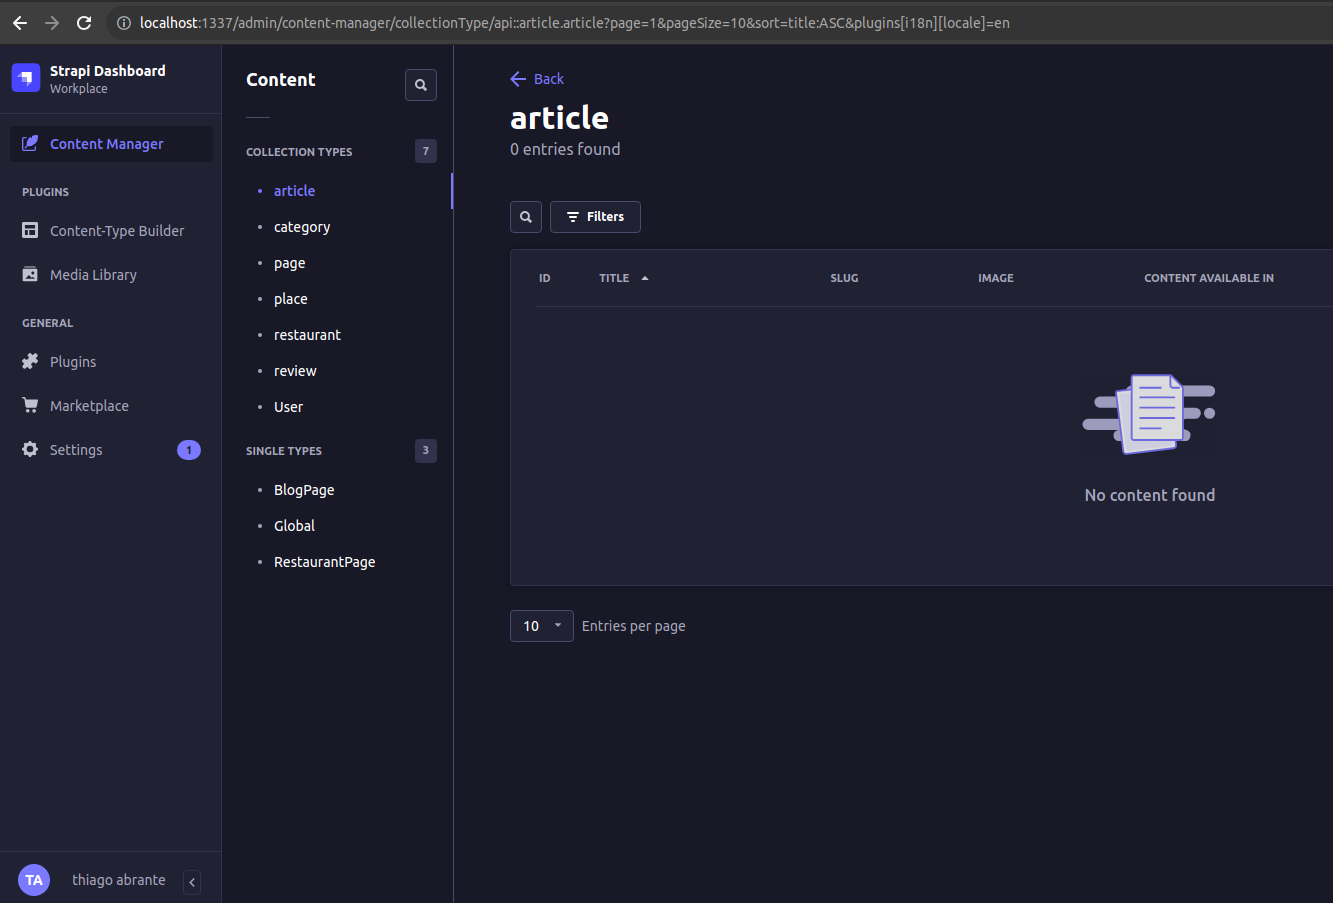 localhost:1337/admin/content-manager/collectionType/api::article.article?page=1&pageSize=10&sort=title:ASC&plugins[i18n][locale]=en
Strapi Dashboard
Workplace
Content Manager
PLUGINS
Content-Type Builder
Media Library
GENERAL
Plugins
Marketplace
Settings 1
TA thiago abrante
Content
COLLECTION TYPES 7
article
category
page
place
restaurant
review
User
SINGLE TYPES 3
BlogPage
Global
RestaurantPage
Back
article
0 entries found
Filters
ID TITLE SLUG IMAGE CONTENT AVAILABLE IN
No content found
10 Entries per page